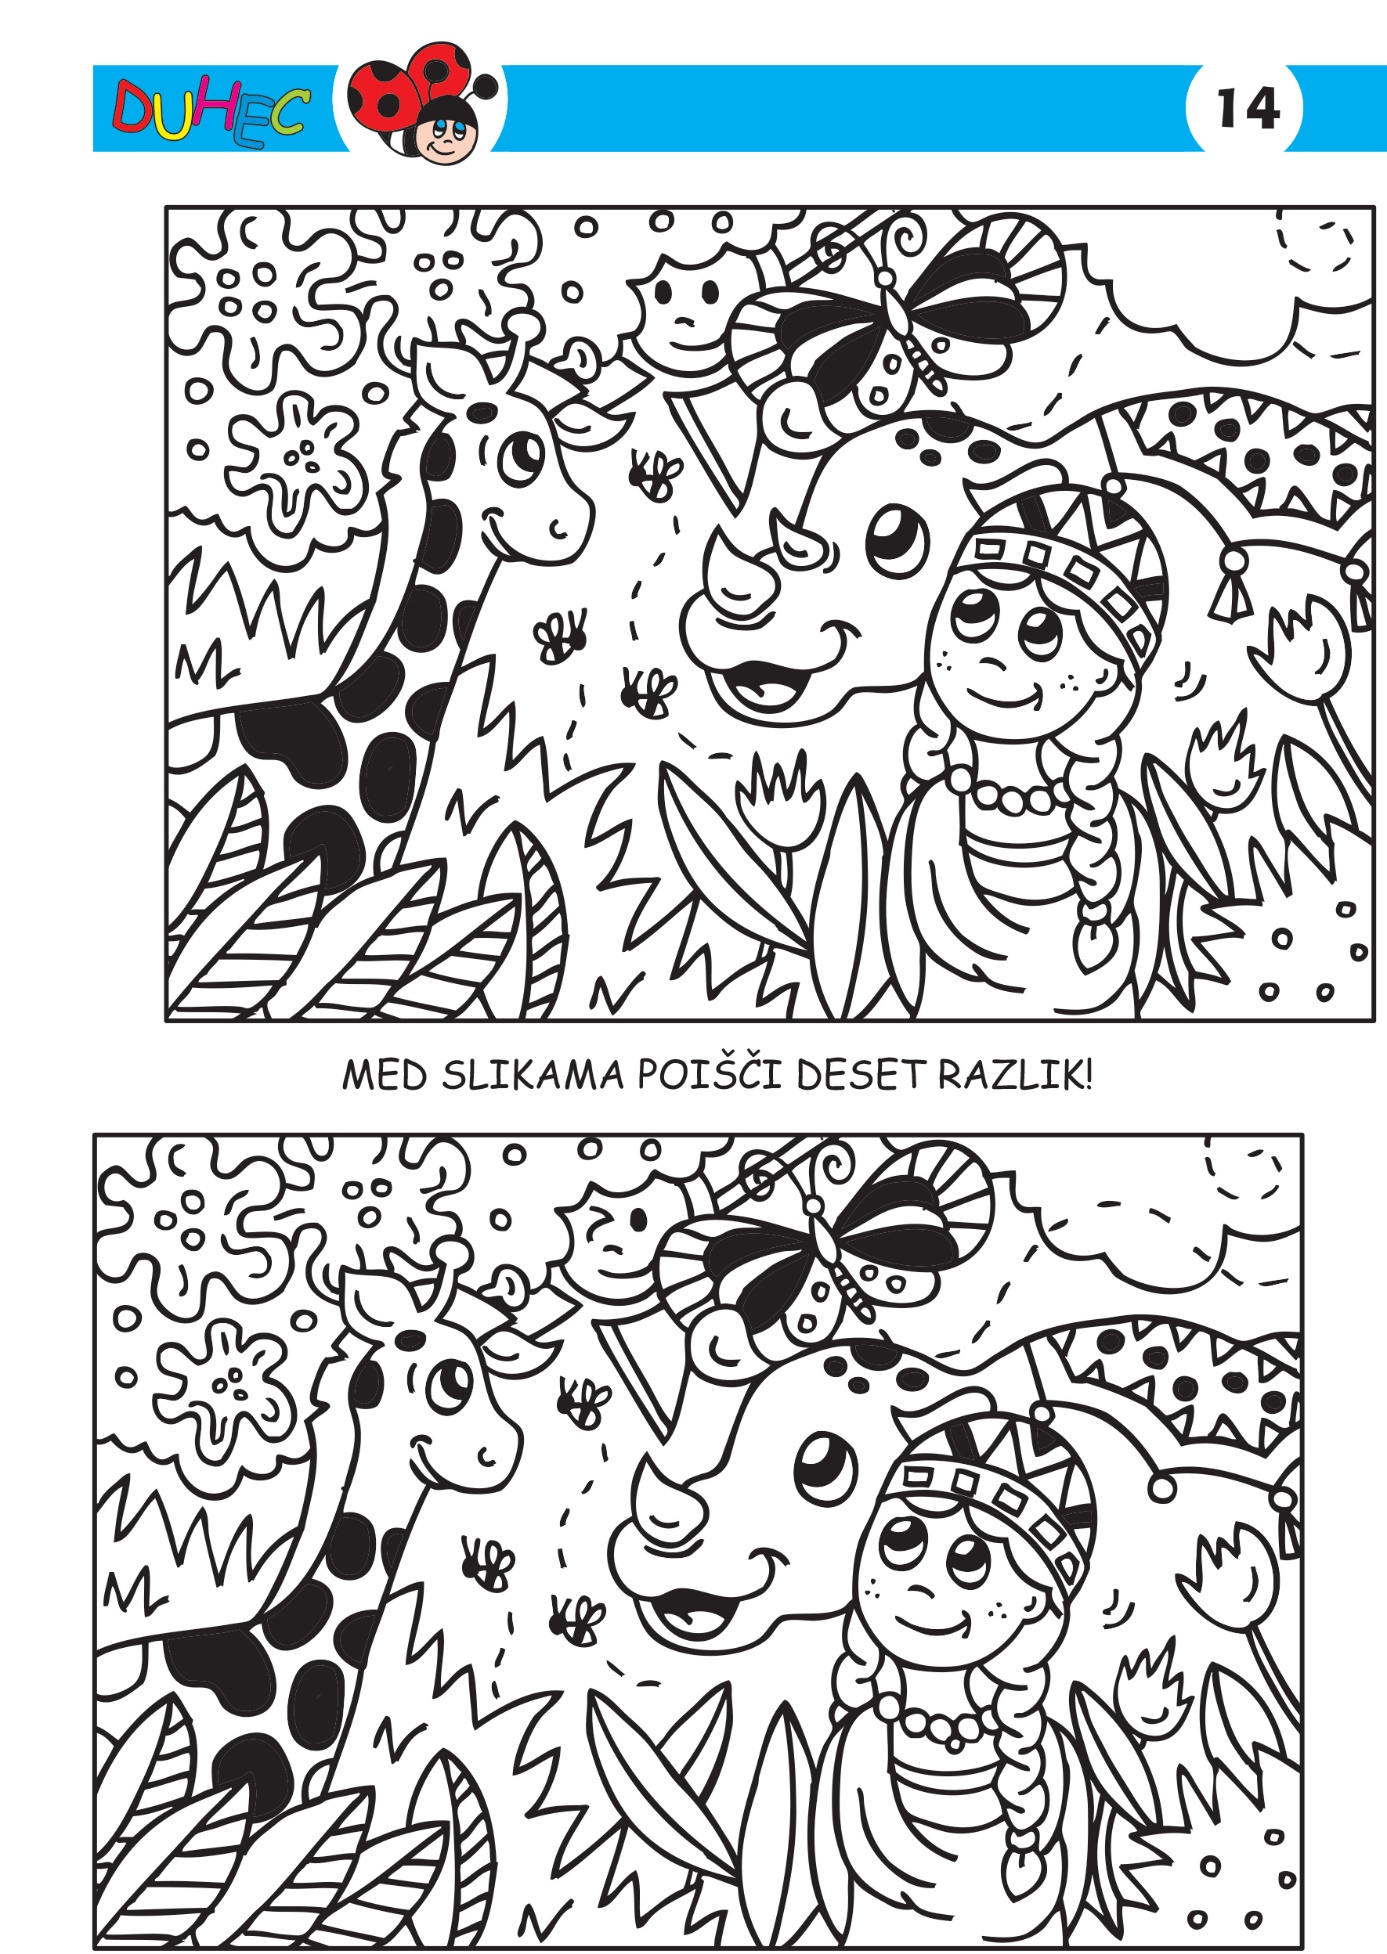 DUHEC
14
MED SLIKAMA POIŠČI DESET RAZLIK!